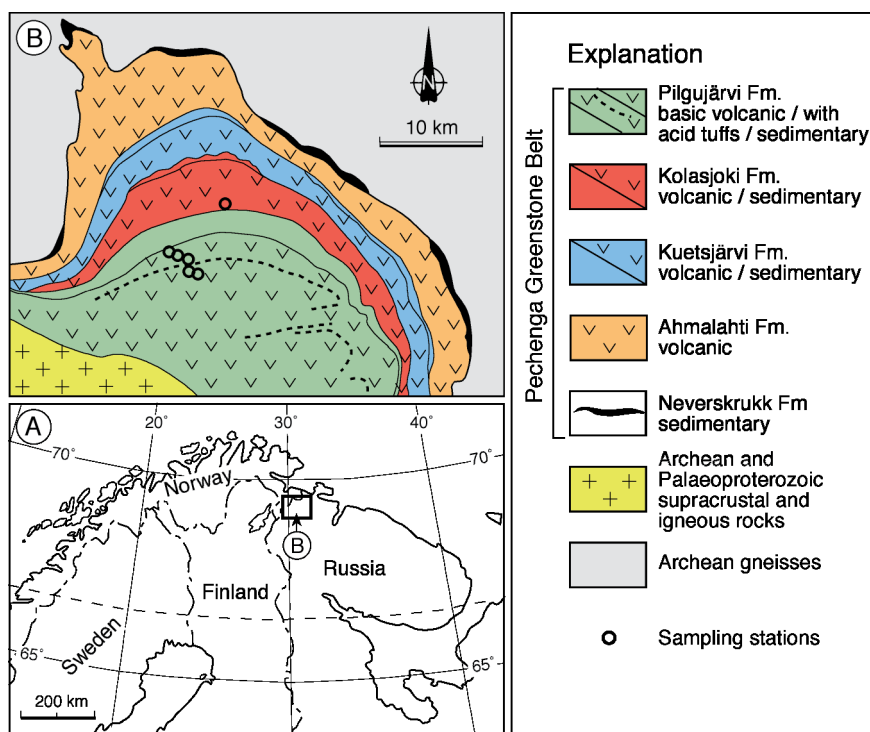 B
N
10 km
A
20°
30°
40°
70°
70°
Norway
B
Finland
Russia
Sweden
65°
65°
200 km
Explanation
Pechenga Greenstone Belt
Pilgujärvi Fm.
basic volcanic / with
acid tuffs / sedimentary
Kolasjoki Fm.
volcanic / sedimentary
Kuetsjärvi Fm.
volcanic / sedimentary
Ahmalahti Fm.
volcanic
Neverskrukk Fm
sedimentary
Archean and
Palaeoproterozoic
supracrustal and
igneous rocks
Archean gneisses
Sampling stations